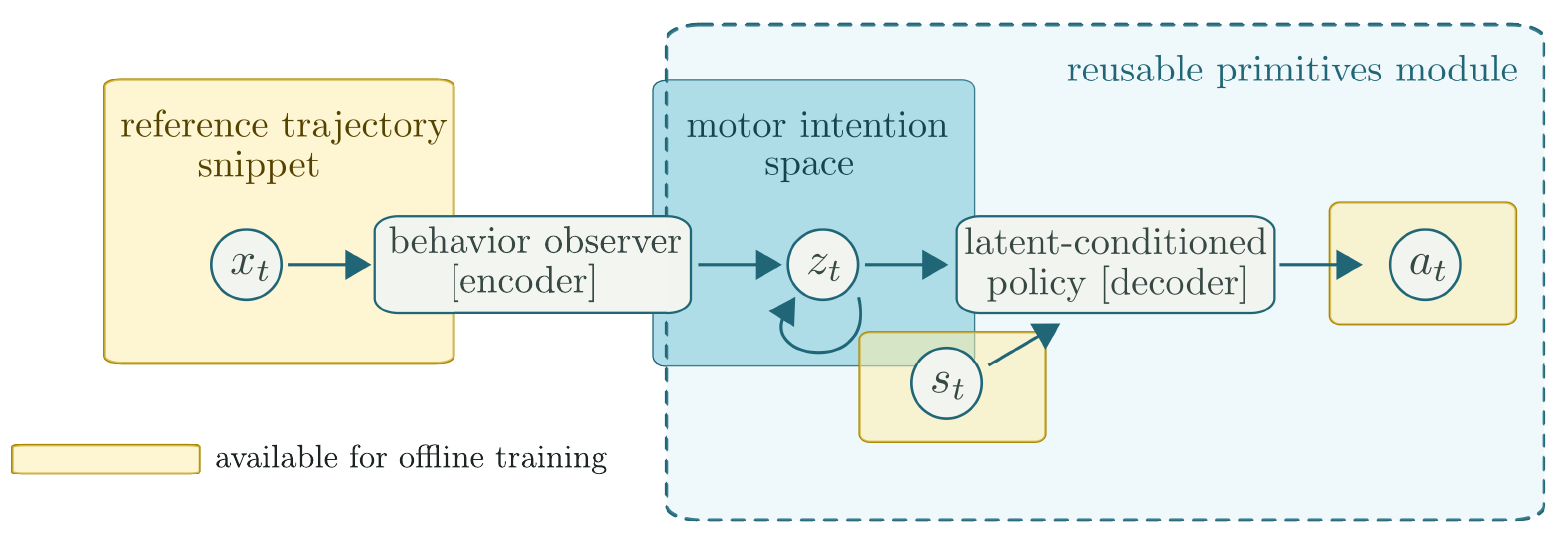 reusable primitives module
reference trajectory
snippet
motor intention
space
x_t
behavior observer
[encoder]
z_t
latent-conditioned
policy [decoder]
a_t
s_t
available for offline training